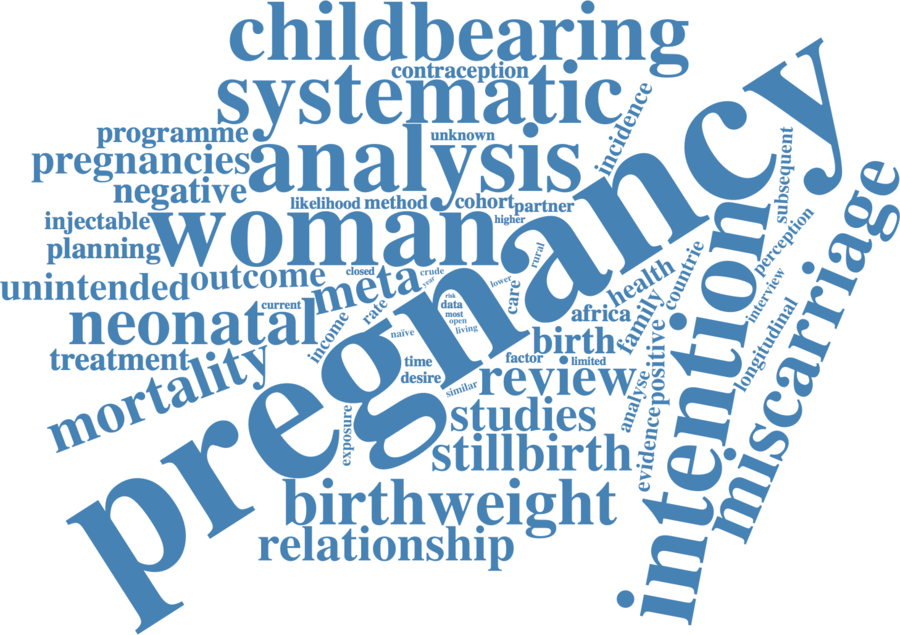 childbearing
contraception
systematic
incidence
programme
unknown
analysis
pregnancies
negative
subsequent
likelihood
method
cohort
partner
higher
injectable
woman
pregnancy
planning
rural
perception
miscarriage
intention
outcome
closed
crude
year
unintended
meta
lower
care
health
countrie
interview
current
risk
data
most
open
living
africa
neonatal
rate
income
naïve
birth
family
positive
longitudinal
treatment
time
factor
limited
mortality
desire
similar
review
analyse
exposure
studies
evidence
stillbirth
birthweight
relationship